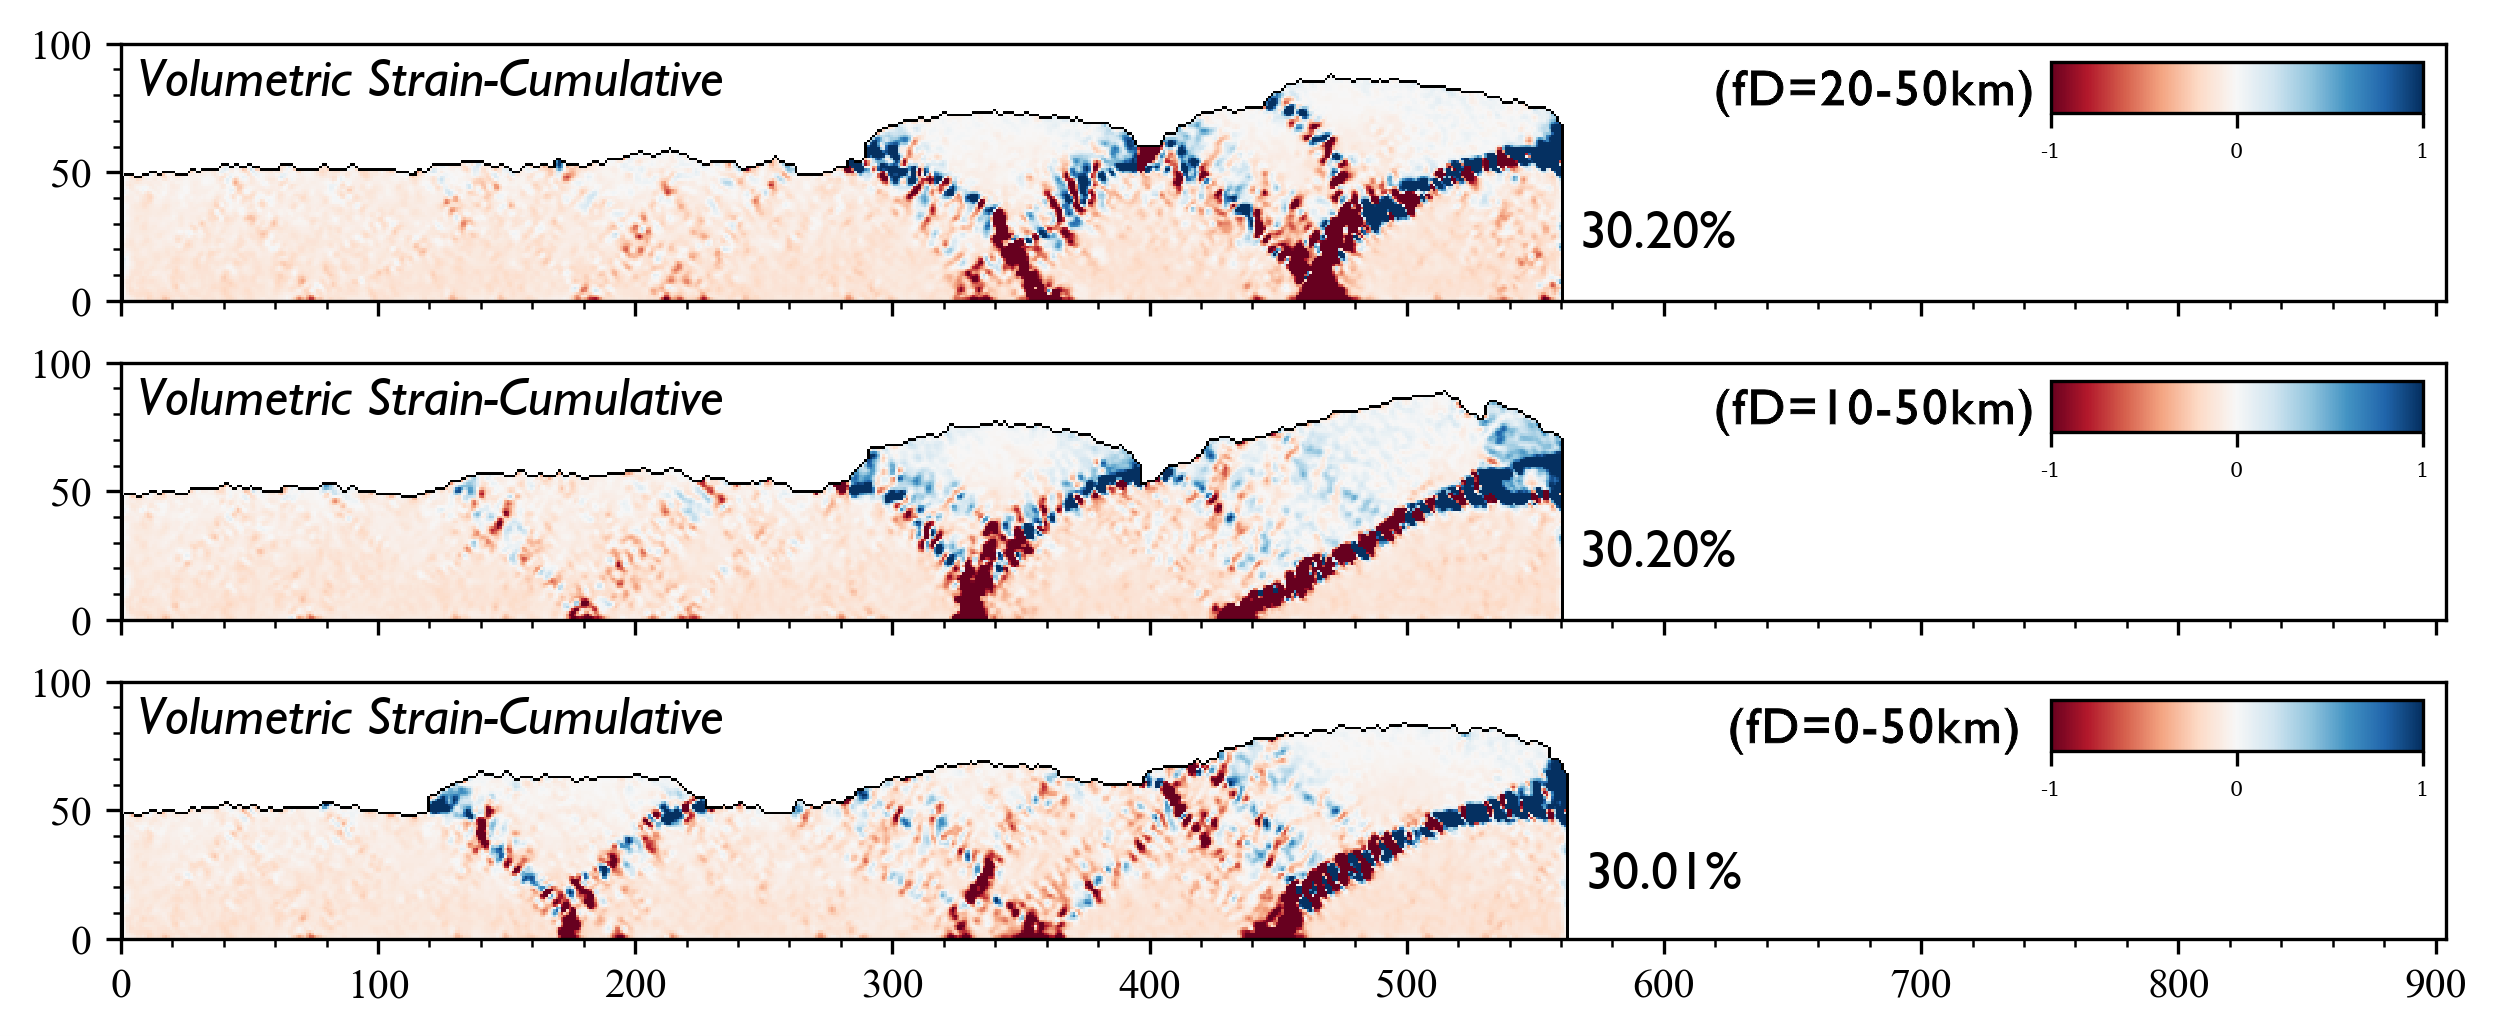 100
Volumetric Strain-Cumulative
(fD=20-50km)
-1 0 1
50
30.20%
0
100
Volumetric Strain-Cumulative
(fD=10-50km)
-1 0 1
50
30.20%
0
100
Volumetric Strain-Cumulative
(fD=0-50km)
-1 0 1
50
30.01%
0
0 100 200 300 400 500 600 700 800 900